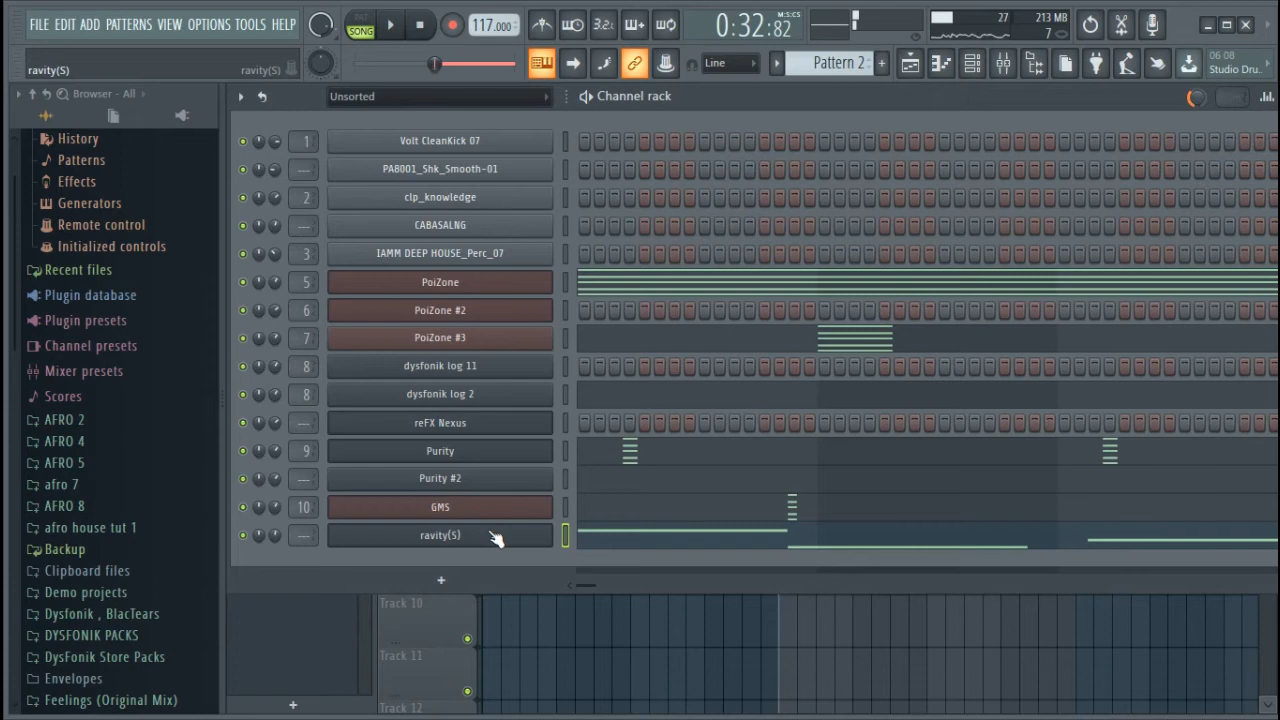 FILE EDIT PATTERNS VIEW OPTIONS TOOLS HELP
SONG
117.000
3.2
0:32:82
M:S:CS
27
213 MB
7
ravity(S)
ravity(S)
Line
Pattern 2
06 08
Studio Dru..
Browser - All
Unsorted
Channel rack
History
Patterns
Effects
Generators
Remote control
Initialized controls
Recent files
Plugin database
Plugin presets
Channel presets
Mixer presets
Scores
AFRO 2
AFRO 4
AFRO 5
afro 7
AFRO 8
afro house tut 1
Backup
Clipboard files
Demo projects
Dysfonik , BlacTears
DYSFONIK PACKS
DysFonik Store Packs
Envelopes
Feelings (Original Mix)
1 Volt CleanKick 07
--- PA8001_Shk_Smooth-01
2 clp_knowledge
--- CABASALNG
3 IAMM DEEP HOUSE_Perc_07
5 PoiZone
6 PoiZone #2
7 PoiZone #3
8 dysfonik log 11
8 dysfonik log 2
--- reFX Nexus
9 Purity
--- Purity #2
10 GMS
--- ravity(S)
Track 10
Track 11
Track 12